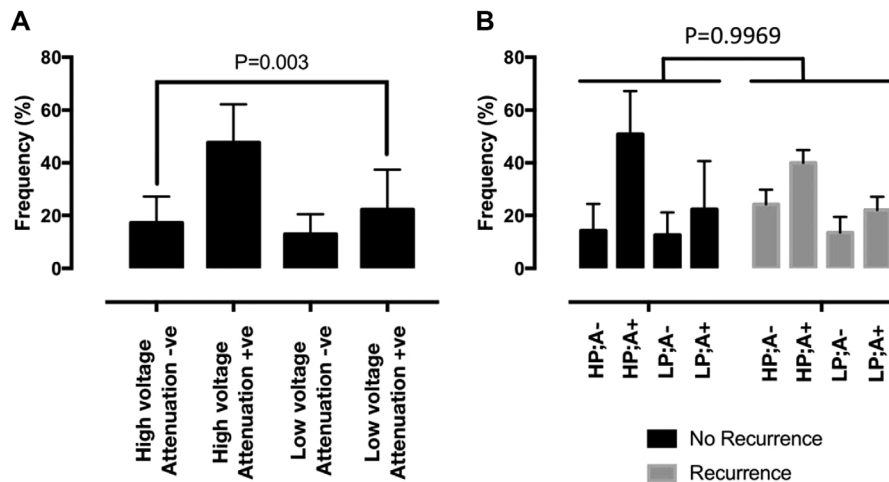 A
P=0.003
Frequency (%)
80
60
40
20
0
High voltage
Attenuation -ve
High voltage
Attenuation +ve
Low voltage
Attenuation -ve
Low voltage
Attenuation +ve
B
P=0.9969
Frequency (%)
80
60
40
20
0
HP;A-
HP;A+
LP;A-
LP;A+
HP;A-
HP;A+
LP;A-
LP;A+
No Recurrence
Recurrence